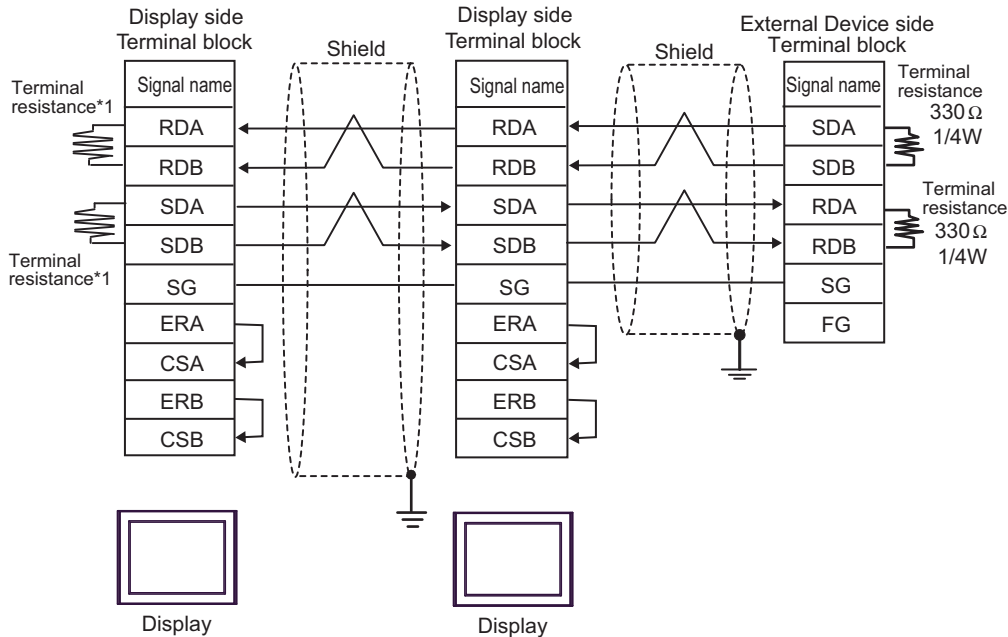 Display side
Terminal block
Display side
Terminal block
External Device side
Terminal block
Shield
Shield
Terminal
resistance*1
Terminal
resistance*1
Signal name
RDA
RDB
SDA
SDB
SG
ERA
CSA
ERB
CSB
Signal name
RDA
RDB
SDA
SDB
SG
ERA
CSA
ERB
CSB
Signal name
SDA
SDB
RDA
RDB
SG
FG
Terminal
resistance
330 Ω
1/4W
Terminal
resistance
330 Ω
1/4W
Display
Display